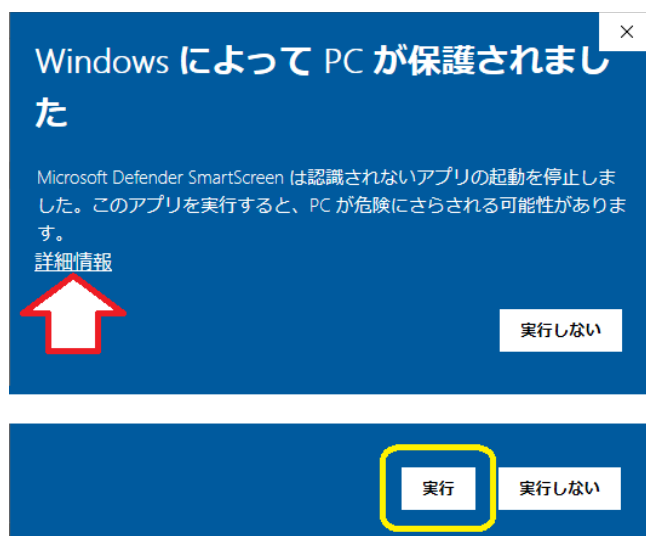 Windows によって PC が保護されまし
た
Microsoft Defender SmartScreen は認識されないアプリの起動を停止しま
した。このアプリを実行すると、PC が危険にさらされる可能性がありま
す。
詳細情報
実行しない
実行 実行しない